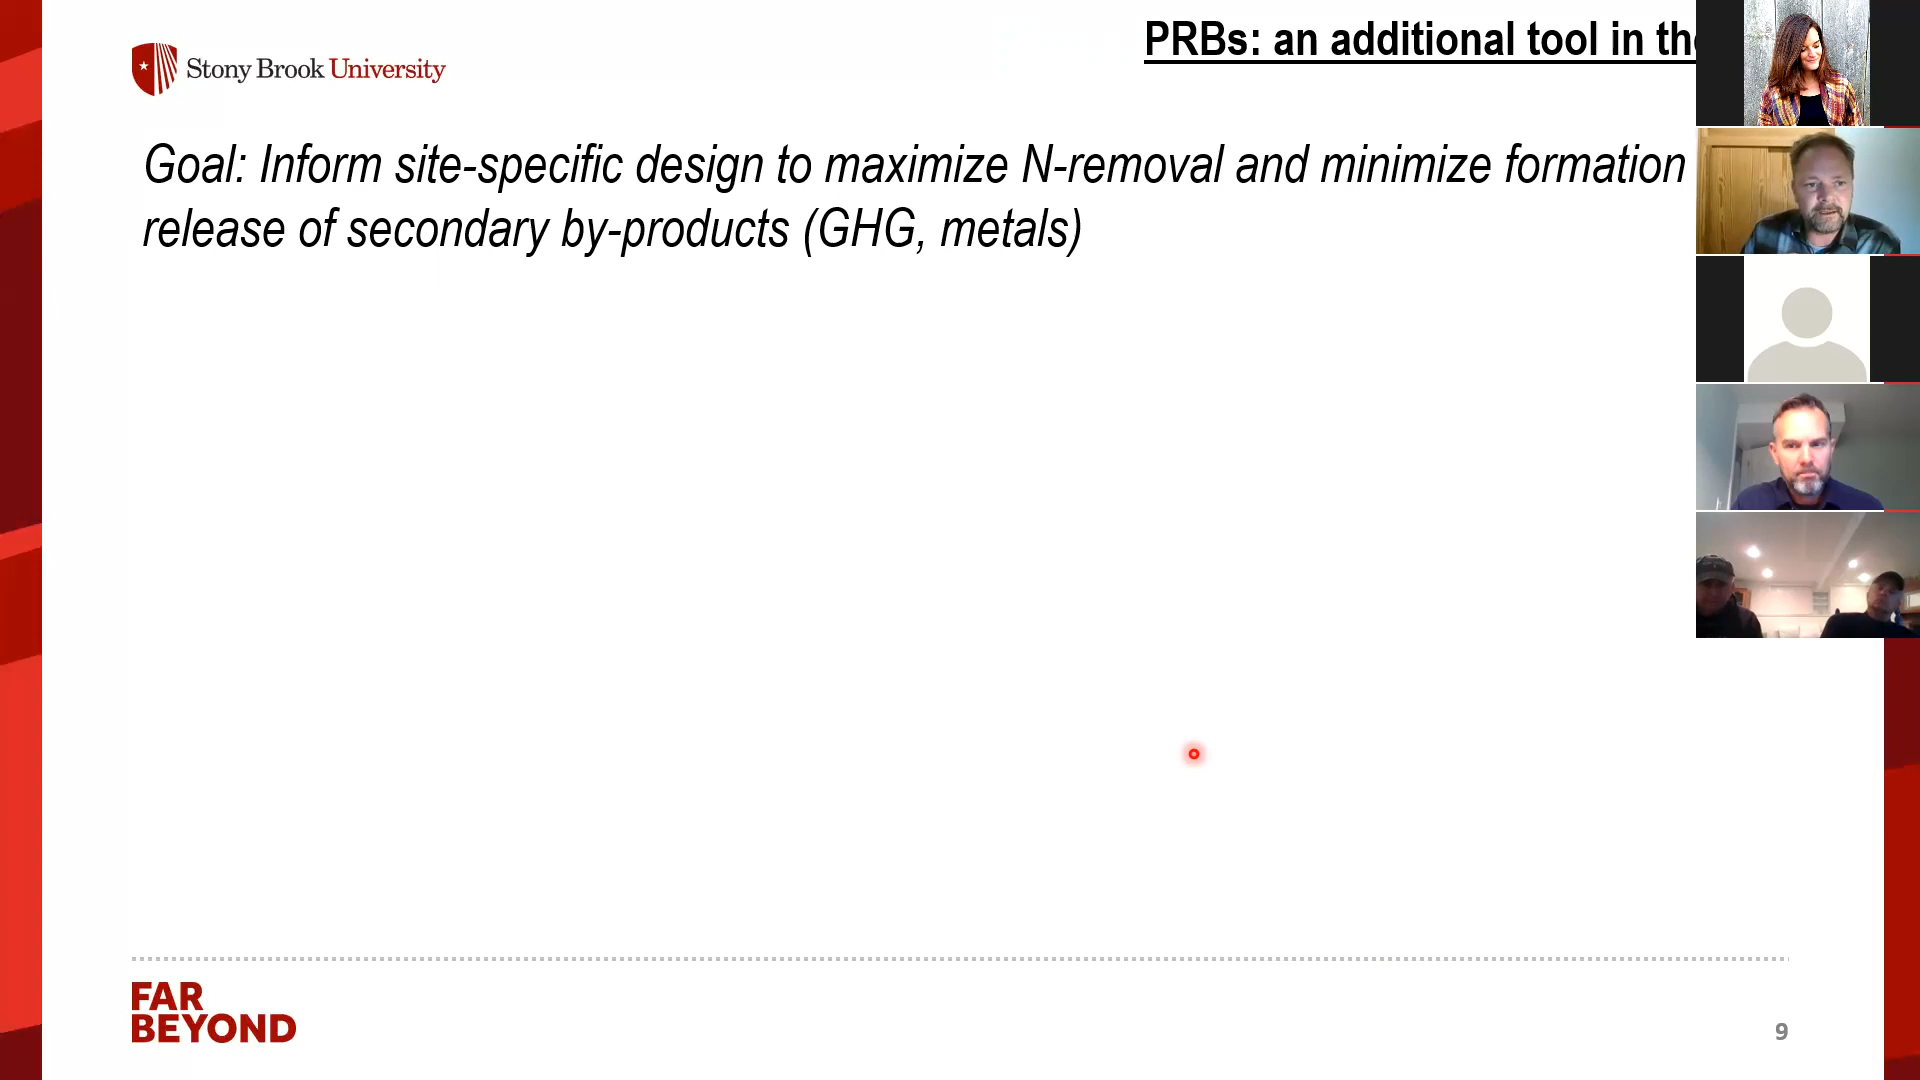 PRBs: an additional tool in the
Stony Brook University
Goal: Inform site-specific design to maximize N-removal and minimize formation
release of secondary by-products (GHG, metals)
FAR
BEYOND
9